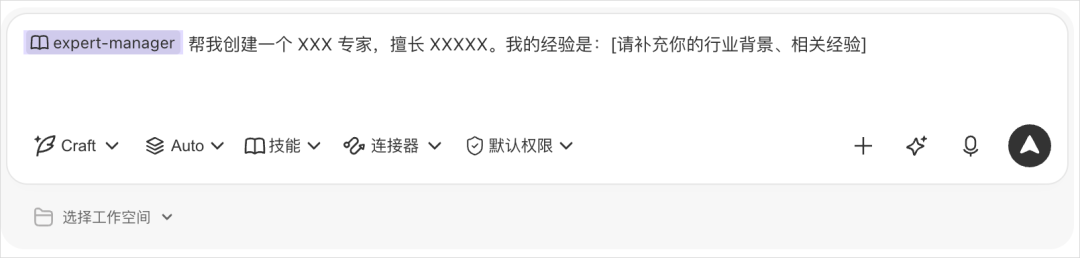 expert-manager 帮我创建一个 XXX 专家，擅长 XXXXX。我的经验是：[请补充你的行业背景、相关经验]
Craft Auto 技能 连接器 默认权限
选择工作空间